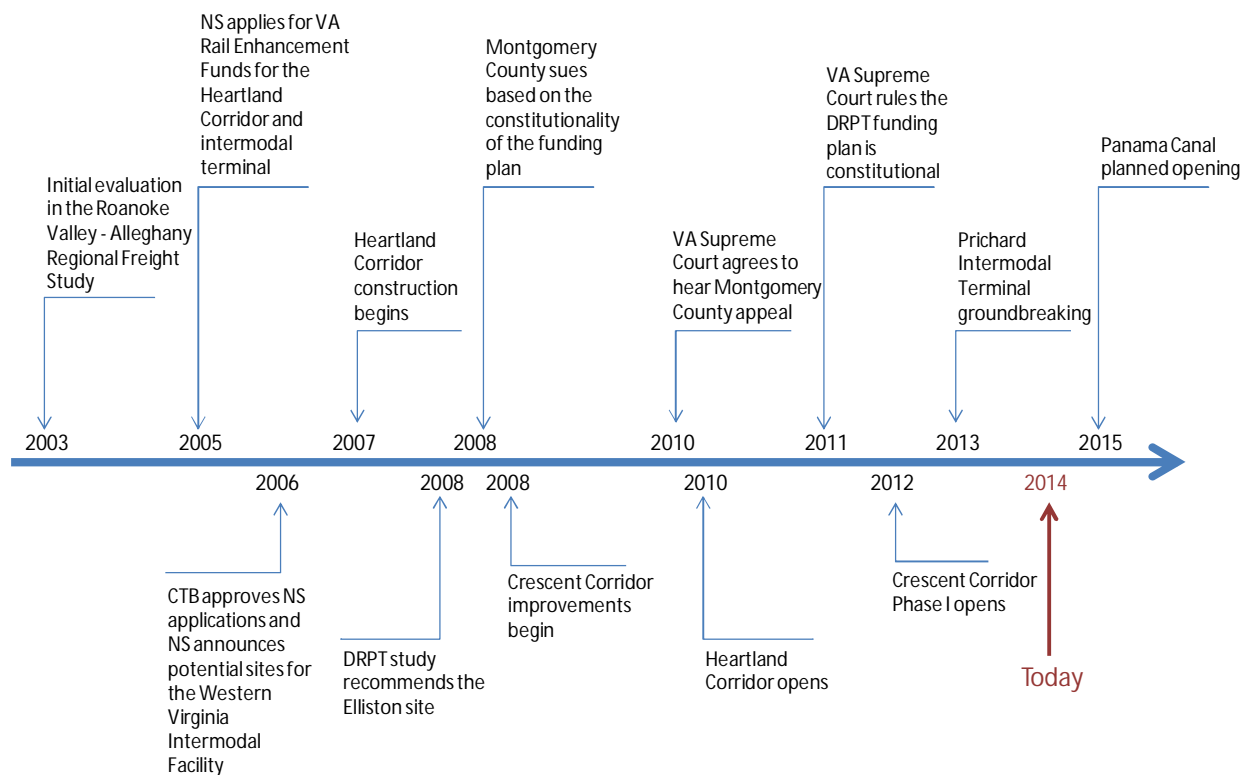 NS applies for VA
Rail Enhancement
Funds for the
Heartland
Corridor and
intermodal
terminal
Montgomery
County sues
based on the
constitutionality
of the funding
plan
VA Supreme
Court rules the
DRPT funding
plan is
constitutional
Panama Canal
planned opening
Initial evaluation
in the Roanoke
Valley - Alleghany
Regional Freight
Study
Heartland
Corridor
construction
begins
VA Supreme
Court agrees to
hear Montgomery
County appeal
Prichard
Intermodal
Terminal
groundbreaking
2003
2005
2007
2008
2010
2011
2013
2015
2006
2008
2008
2010
2012
2014
CTB approves NS
applications and
NS announces
potential sites for
the Western
Virginia
Intermodal
Facility
DRPT study
recommends the
Elliston site
Crescent Corridor
improvements
begin
Heartland
Corridor opens
Crescent Corridor
Phase I opens
Today